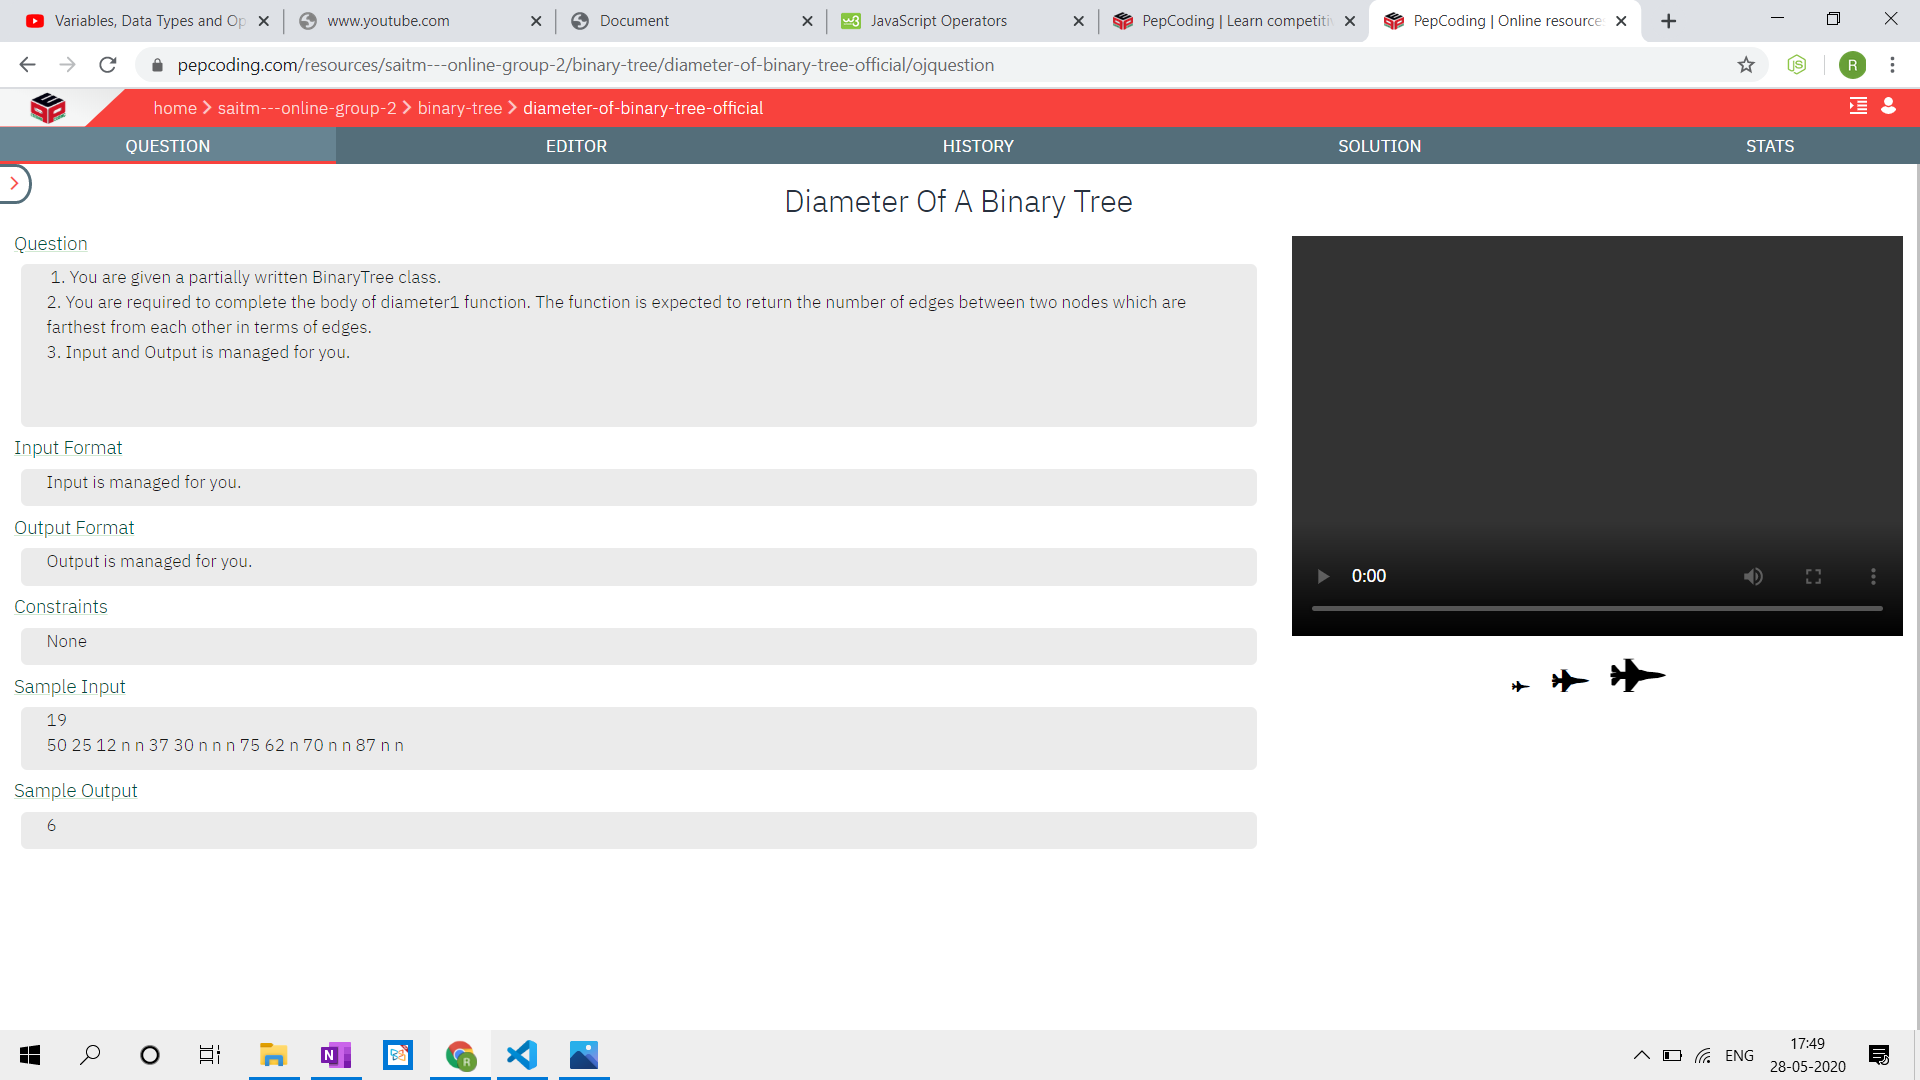 Variables, Data Types and Op
www.youtube.com
Document
JavaScript Operators
PepCoding | Learn competitiv
PepCoding | Online resource
pepcoding.com/resources/saitm---online-group-2/binary-tree/diameter-of-binary-tree-official/ojquestion
R
home
saitm---online-group-2
binary-tree
diameter-of-binary-tree-official
QUESTION
EDITOR
HISTORY
SOLUTION
STATS
Diameter Of A Binary Tree
Question
1. You are given a partially written BinaryTree class.
2. You are required to complete the body of diameter1 function. The function is expected to return the number of edges between two nodes which are
farthest from each other in terms of edges.
3. Input and Output is managed for you.
0:00
Input Format
Input is managed for you.
Output Format
Output is managed for you.
Constraints
None
Sample Input
19
50 25 12 n n 37 30 n n n 75 62 n 70 n n 87 n n
Sample Output
6
ENG
17:49
28-05-2020